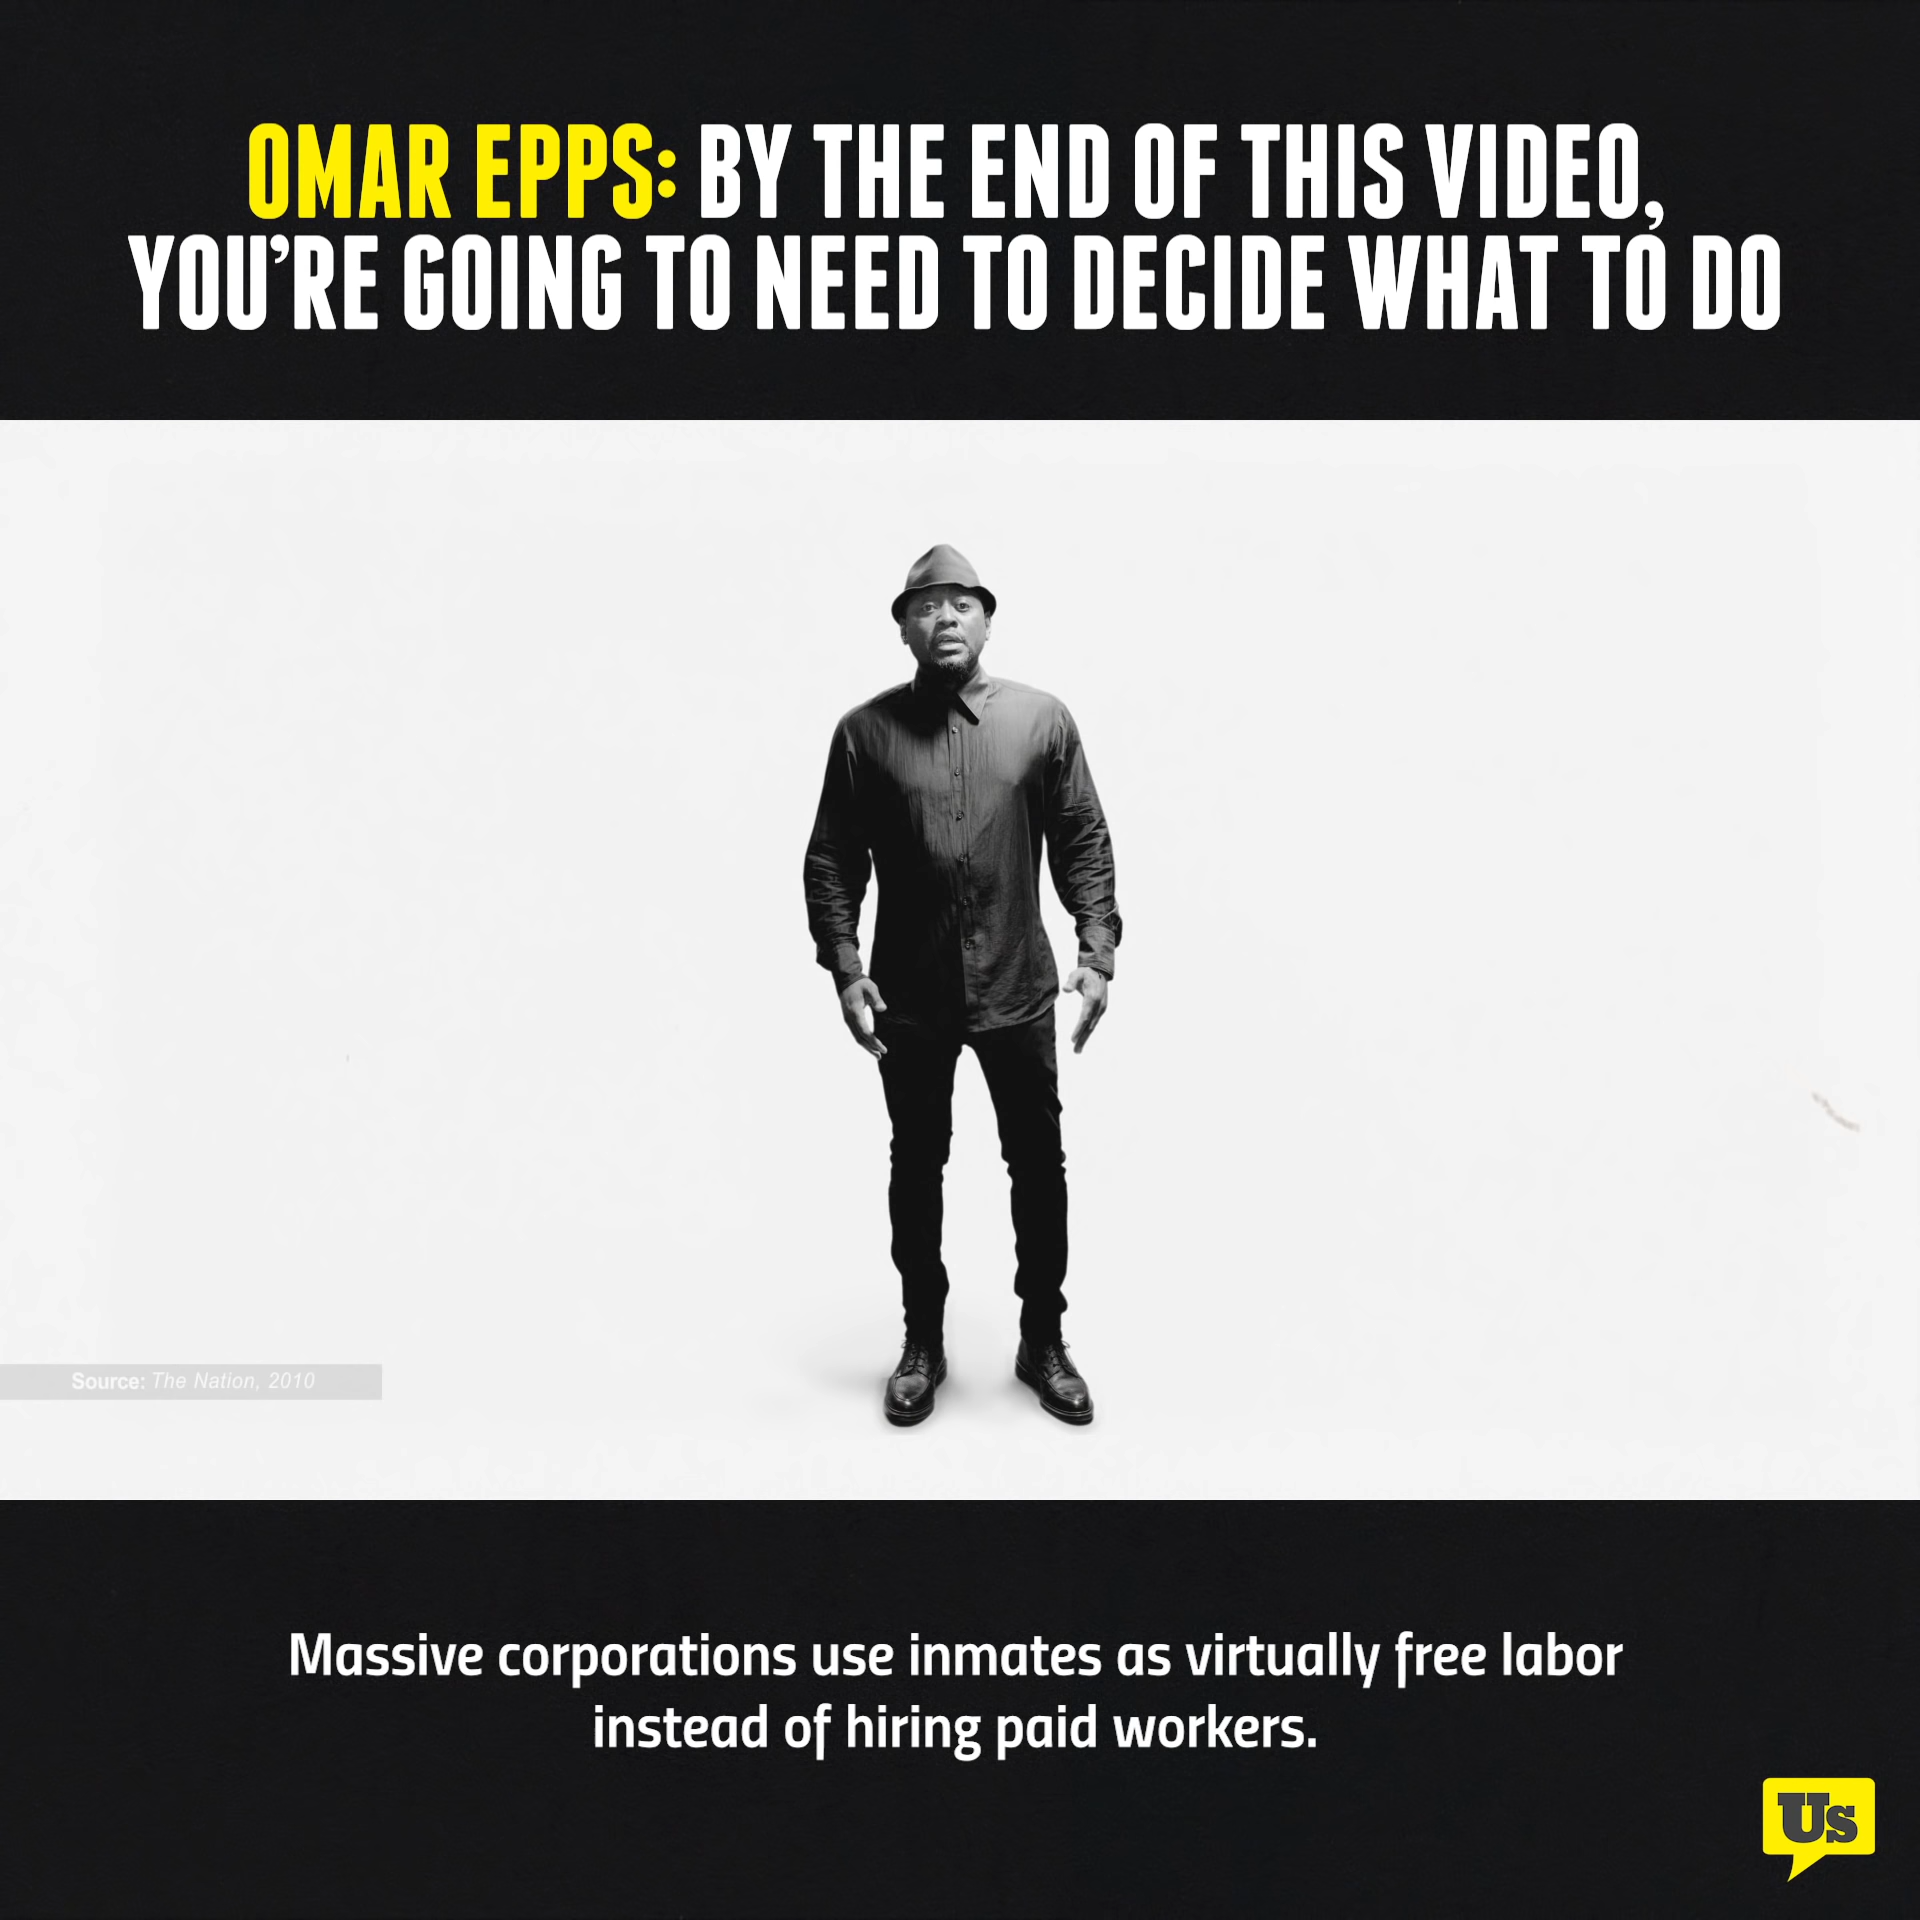 OMAR EPPS: BY THE END OF THIS VIDEO,
YOU’RE GOING TO NEED TO DECIDE WHAT TO DO
Source: The Nation, 2010
Massive corporations use inmates as virtually free labor
instead of hiring paid workers.
Us